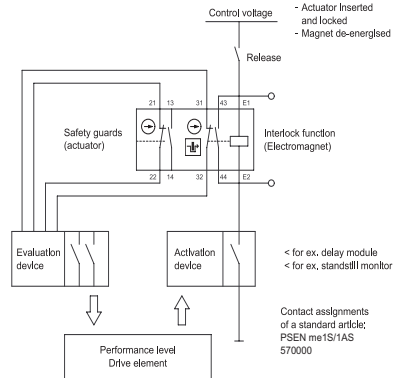 Control voltage
- Actuator Inserted
and locked
- Magnet de-energised
Release
21 13 31 43 E1
Safety guards
(actuator)
Interlock function
(Electromagnet)
22 14 32 44 E2
Evaluation
device
Activation
device
< for ex. delay module
< for ex. standstill monitor
Contact assignments
of a standard article;
PSEN me1S/1AS
570000
Performance level
Drive element